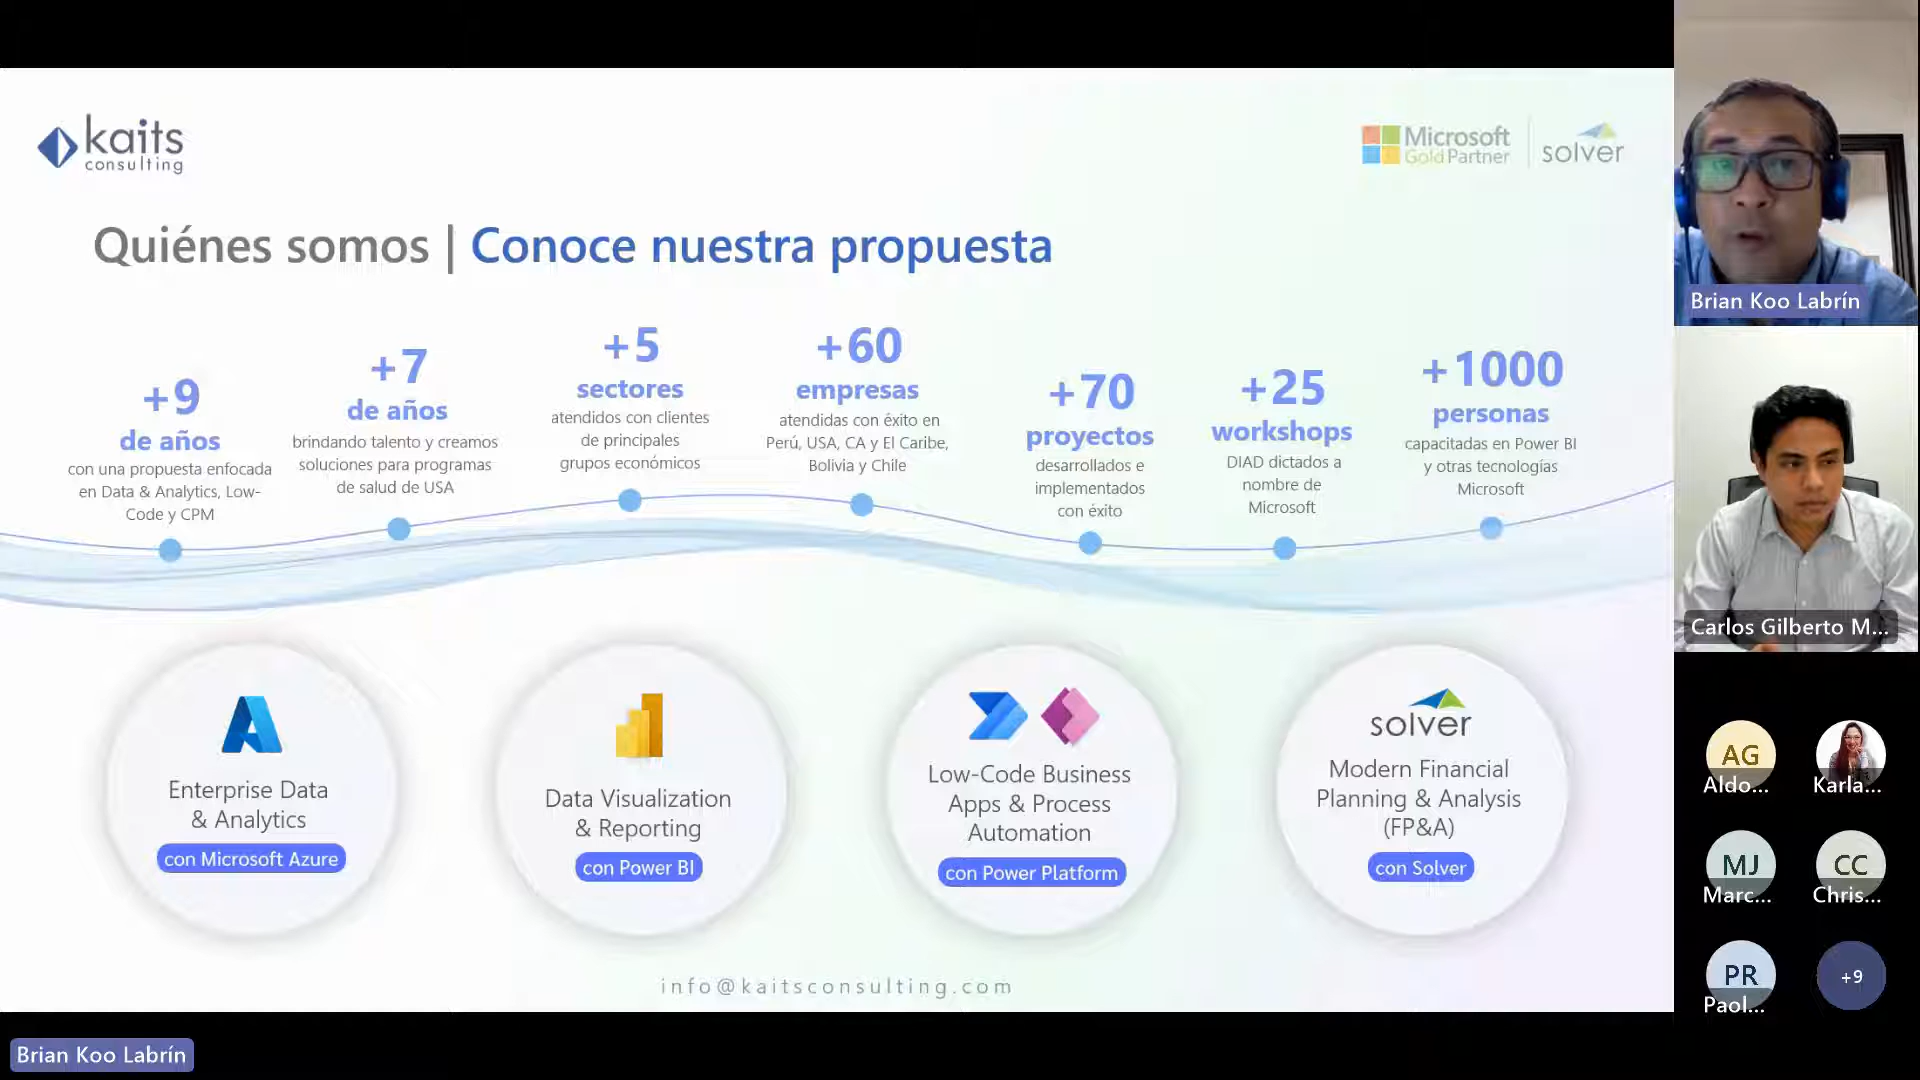 kaits
consulting
Microsoft
Gold Partner
solver
Quiénes somos | Conoce nuestra propuesta
+9
de años
con una propuesta enfocada
en Data & Analytics, Low-
Code y CPM
+7
de años
brindando talento y creamos
soluciones para programas
de salud de USA
+5
sectores
atendidos con clientes
de principales
grupos económicos
+60
empresas
atendidas con éxito en
Perú, USA, CA y El Caribe,
Bolivia y Chile
+70
proyectos
desarrollados e
implementados
con éxito
+25
workshops
DIAD dictados a
nombre de
Microsoft
+1000
personas
capacitadas en Power BI
y otras tecnologías
Microsoft
Enterprise Data
& Analytics
con Microsoft Azure
Data Visualization
& Reporting
con Power BI
Low-Code Business
Apps & Process
Automation
con Power Platform
solver
Modern Financial
Planning & Analysis
(FP&A)
con Solver
info@kaitsconsulting.com
Brian Koo Labrín
Brian Koo Labrín
Carlos Gilberto M...
AG
Aldo...
Karla...
MJ
Marc...
CC
Chris...
PR
Paol...
+9